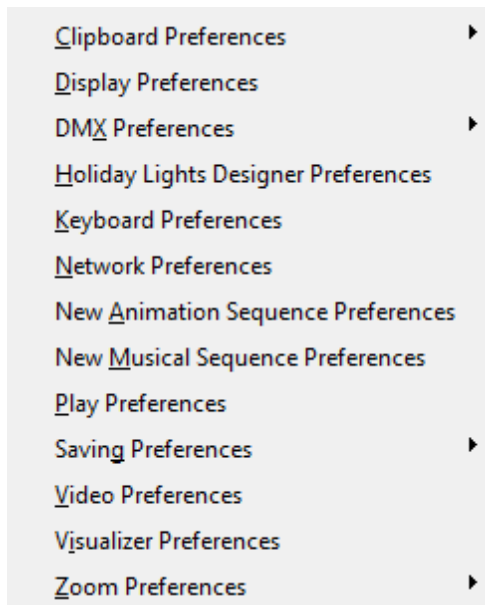 Clipboard Preferences
Display Preferences
DMX Preferences
Holiday Lights Designer Preferences
Keyboard Preferences
Network Preferences
New Animation Sequence Preferences
New Musical Sequence Preferences
Play Preferences
Saving Preferences
Video Preferences
Visualizer Preferences
Zoom Preferences